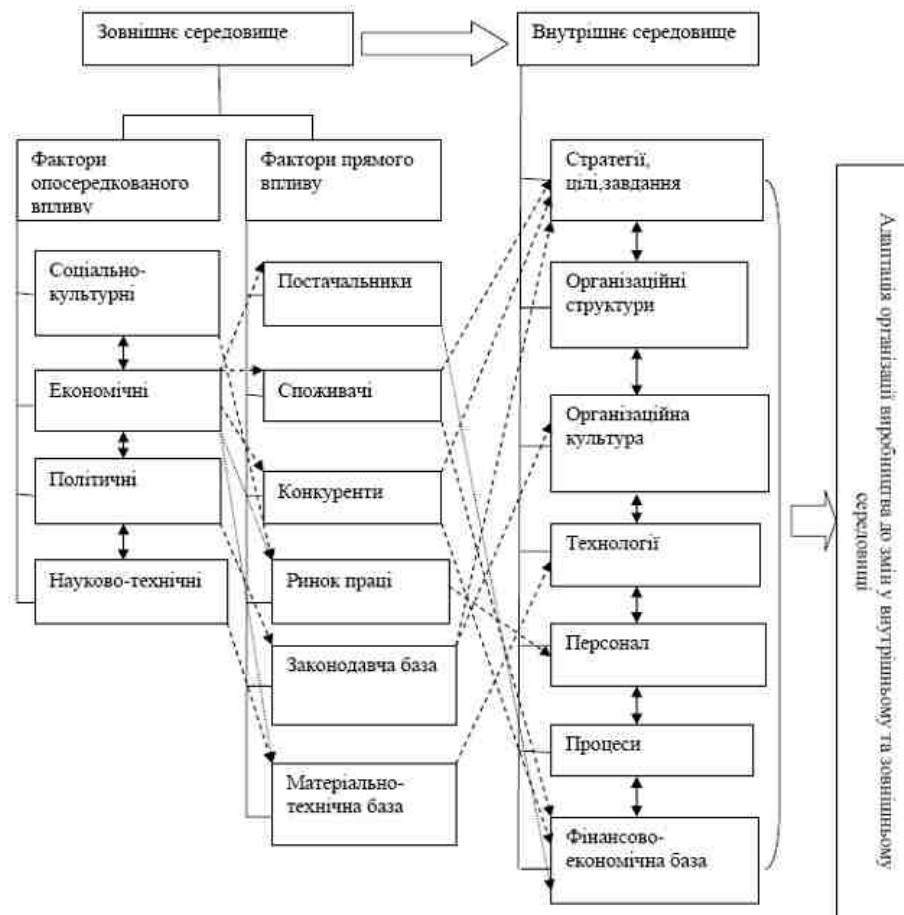 Зовнішнє середовище
Внутрішнє середовище
Фактори
опосередкованого
впливу
Фактори прямого
впливу
Соціально-
культурні
Економічні
Політичні
Науково-технічні
Постачальники
Споживачі
Конкуренти
Ринок праці
Законодавча база
Матеріально-
технічна база
Стратегії,
цілі,завдання
Організаційні
структури
Організаційна
культура
Технології
Персонал
Процеси
Фінансово-
економічна база
Адаптація організації виробництва до змін у внутрішньому та зовнішньому
середовищі